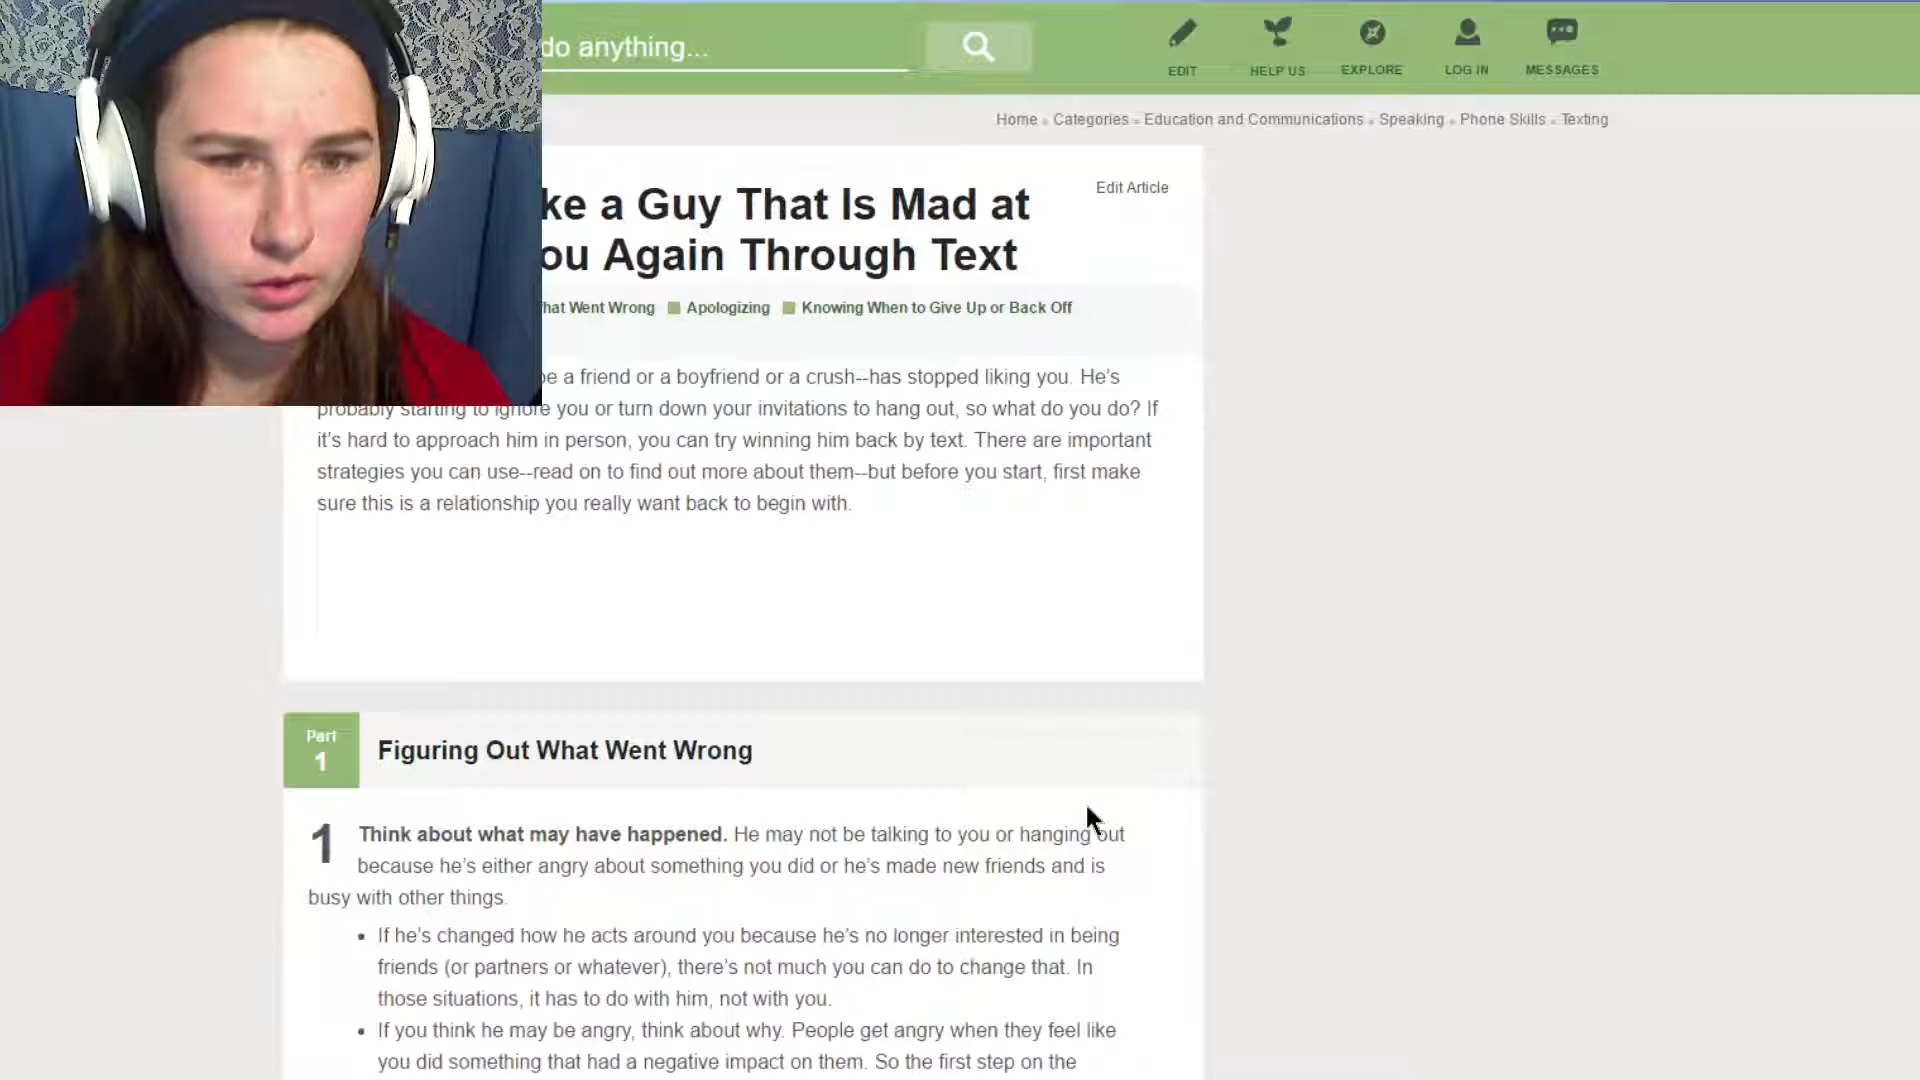 do anything...
EDIT
HELP US
EXPLORE
LOG IN
MESSAGES
Home Categories Education and Communications Speaking Phone Skills Texting
Edit Article
ke a Guy That Is Mad at
ou Again Through Text
hat Went Wrong Apologizing Knowing When to Give Up or Back Off
be a friend or a boyfriend or a crush--has stopped liking you. He's
probably starting to ignore you or turn down your invitations to hang out, so what do you do? If
it's hard to approach him in person, you can try winning him back by text. There are important
strategies you can use--read on to find out more about them--but before you start, first make
sure this is a relationship you really want back to begin with.
Part
1
Figuring Out What Went Wrong
1 Think about what may have happened. He may not be talking to you or hanging out
because he's either angry about something you did or he's made new friends and is
busy with other things.
• If he's changed how he acts around you because he's no longer interested in being
friends (or partners or whatever), there's not much you can do to change that. In
those situations, it has to do with him, not with you.
• If you think he may be angry, think about why. People get angry when they feel like
you did something that had a negative impact on them. So the first step on the